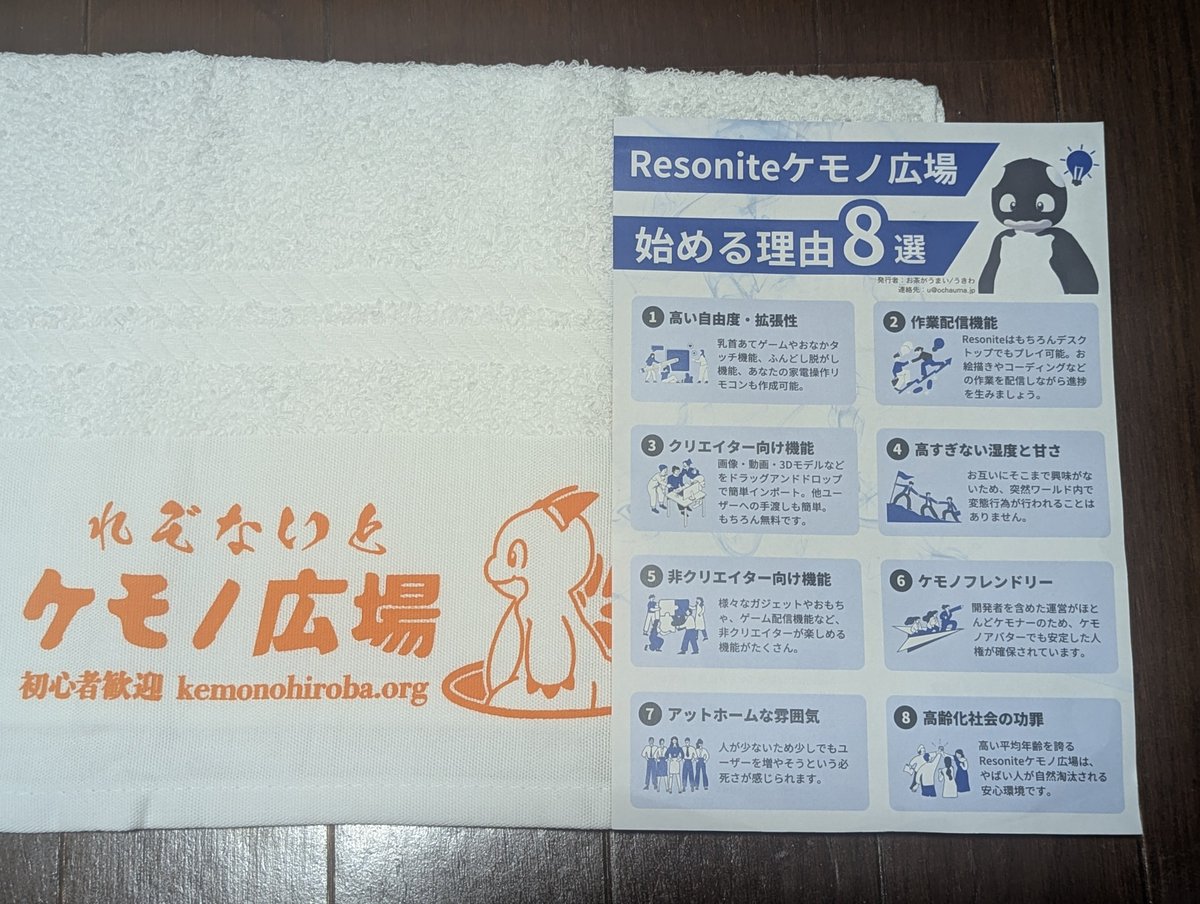 れぞないと
ケモノ広場
初心者歓迎 kemonohiroba.org
Resoniteケモノ広場
始める理由8選
発行者：お茶がうまい/うきわ
連絡先：u@ochauma.jp
1 高い自由度・拡張性
乳首あてゲームやおなかタ
ッチ機能、ふんどし脱がし
機能、あなたの家電操作リ
モコンも作成可能。
2 作業配信機能
Resoniteはもちろんデスク
トップでもプレイ可能。お
絵描きやコーディングなど
の作業を配信しながら進捗
を生みましょう。
3 クリエイター向け機能
画像・動画・3Dモデルなど
をドラッグアンドドロップ
で簡単インポート。他ユー
ザーへの手渡しも簡単。
もちろん無料です。
4 高すぎない湿度と甘さ
お互いにそこまで興味がな
いため、突然ワールド内で
変態行為が行われることは
ありません。
5 非クリエイター向け機能
様々なガジェットやおもち
ゃ、ゲーム配信機能など、
非クリエイターが楽しめる
機能がたくさん。
6 ケモノフレンドリー
開発者を含めた運営がほと
んどケモナーのため、ケモ
ノアバターでも安定した人
権が確保されています。
7 アットホームな雰囲気
人が少ないため少しでもユ
ーザーを増やそうという必
死さが感じられます。
8 高齢化社会の功罪
高い平均年齢を誇る
Resoniteケモノ広場は、
やばい人が自然淘汰される
安心環境です。